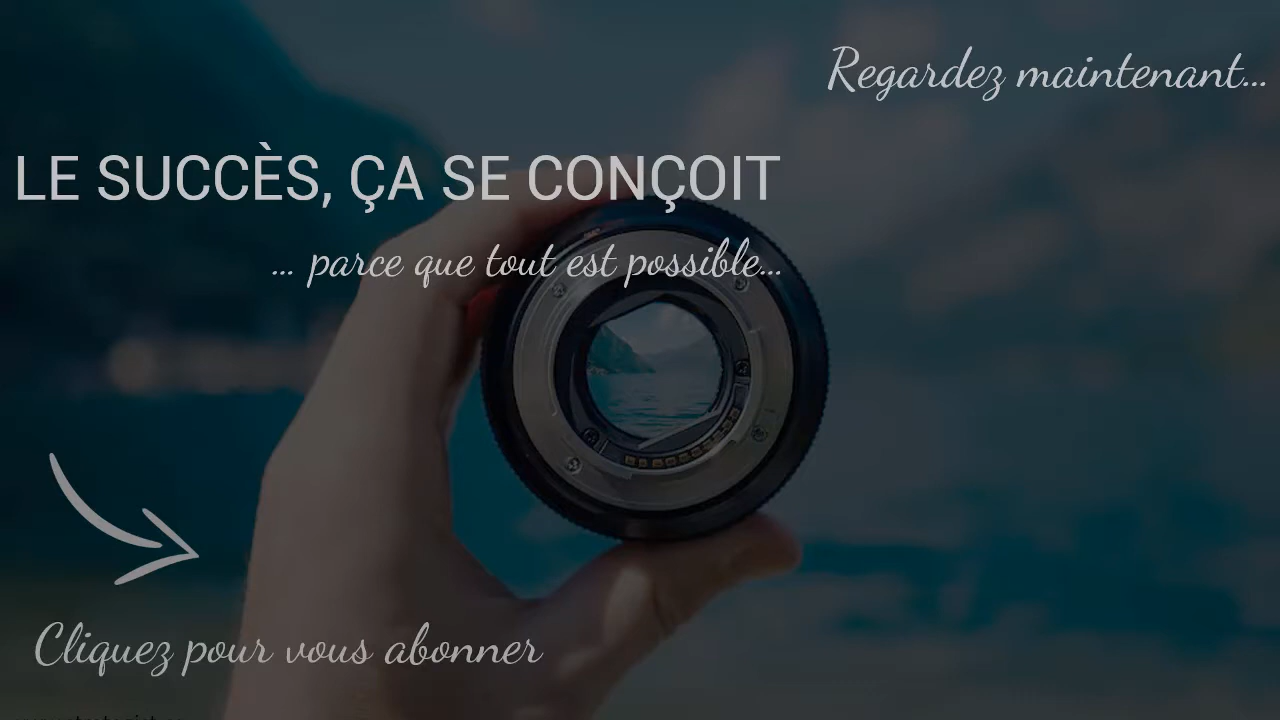 Regardez maintenant...
LE SUCCÈS, ÇA SE CONÇOIT
... parce que tout est possible...
Cliquez pour vous abonner